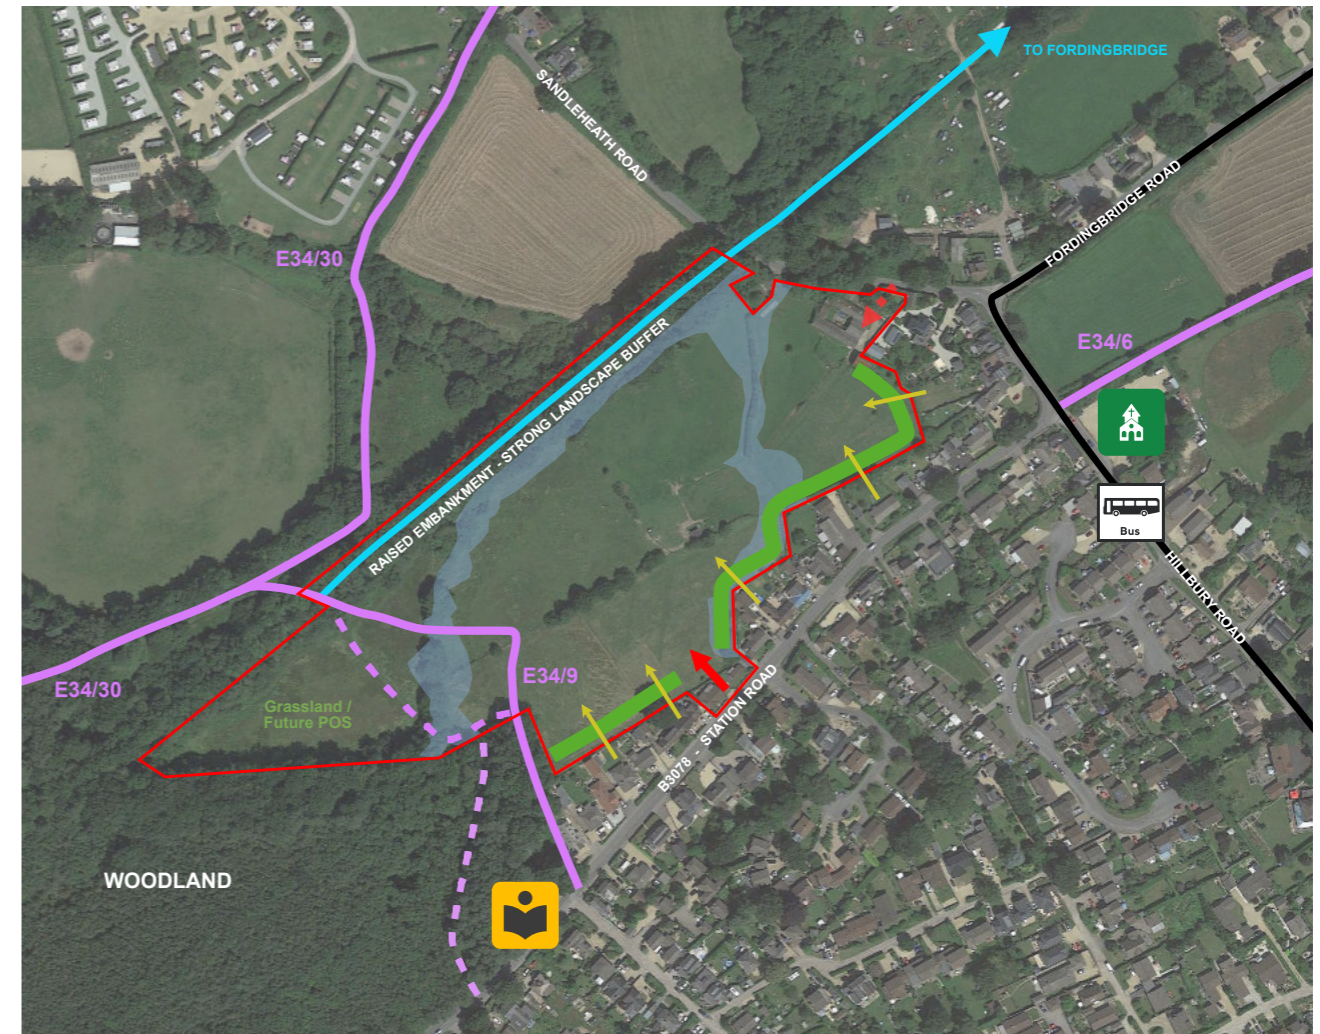 TO FORDINGBRIDGE
SANDLEHEATH ROAD
FORDINGBRIDGE ROAD
E34/30
E34/6
RAISED EMBANKMENT - STRONG LANDSCAPE BUFFER
Bus
HILLBURY ROAD
E34/9
E34/30
Grassland /
Future POS
B3078 - STATION ROAD
WOODLAND